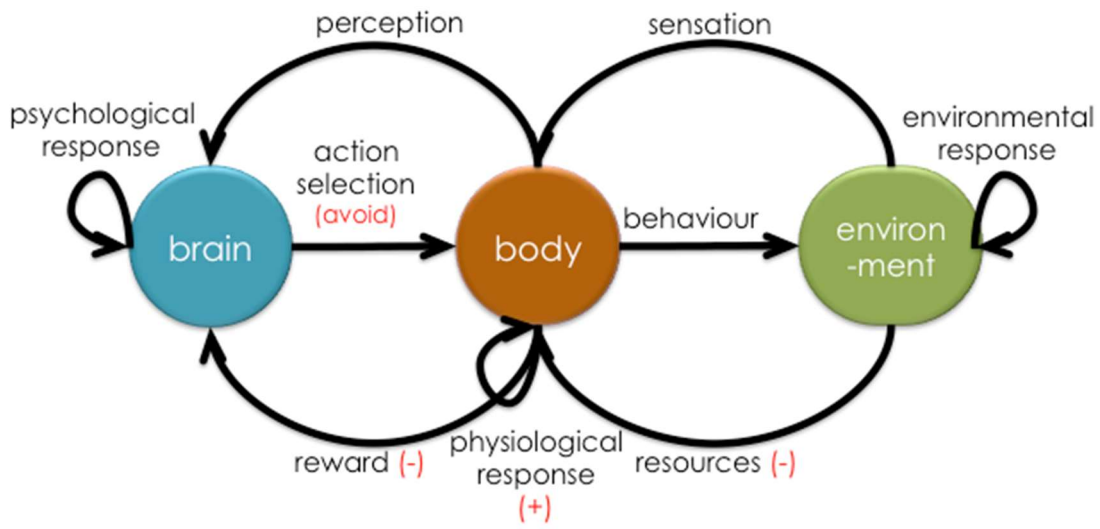 perception
sensation
psychological
response
action
selection
(avoid)
environmental
response
brain
body
behaviour
environ
-ment
reward (-)
physiological
response
(+)
resources (-)